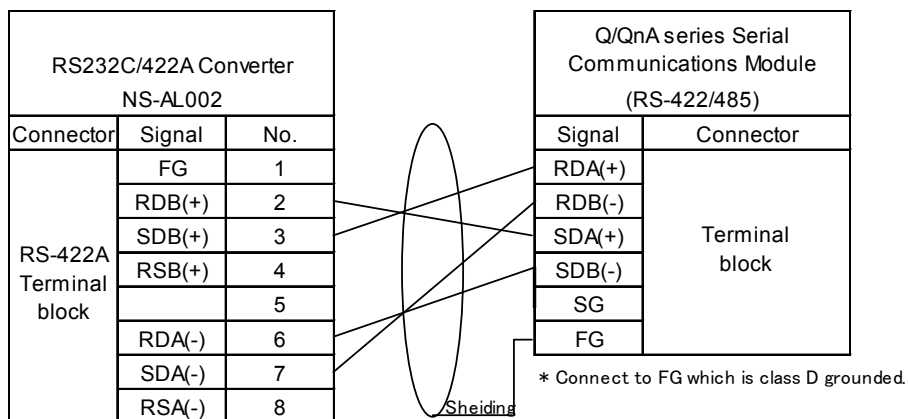 RS232C/422A Converter
NS-AL002
Connector Signal No.
FG 1
RDB(+) 2
SDB(+) 3
RSB(+) 4
5
RDA(-) 6
SDA(-) 7
RSA(-) 8
RS-422A
Terminal
block
Q/QnA series Serial
Communications Module
(RS-422/485)
Signal Connector
RDA(+)
RDB(-)
SDA(+)
SDB(-)
SG
FG
Terminal
block
Sheiding
* Connect to FG which is class D grounded.